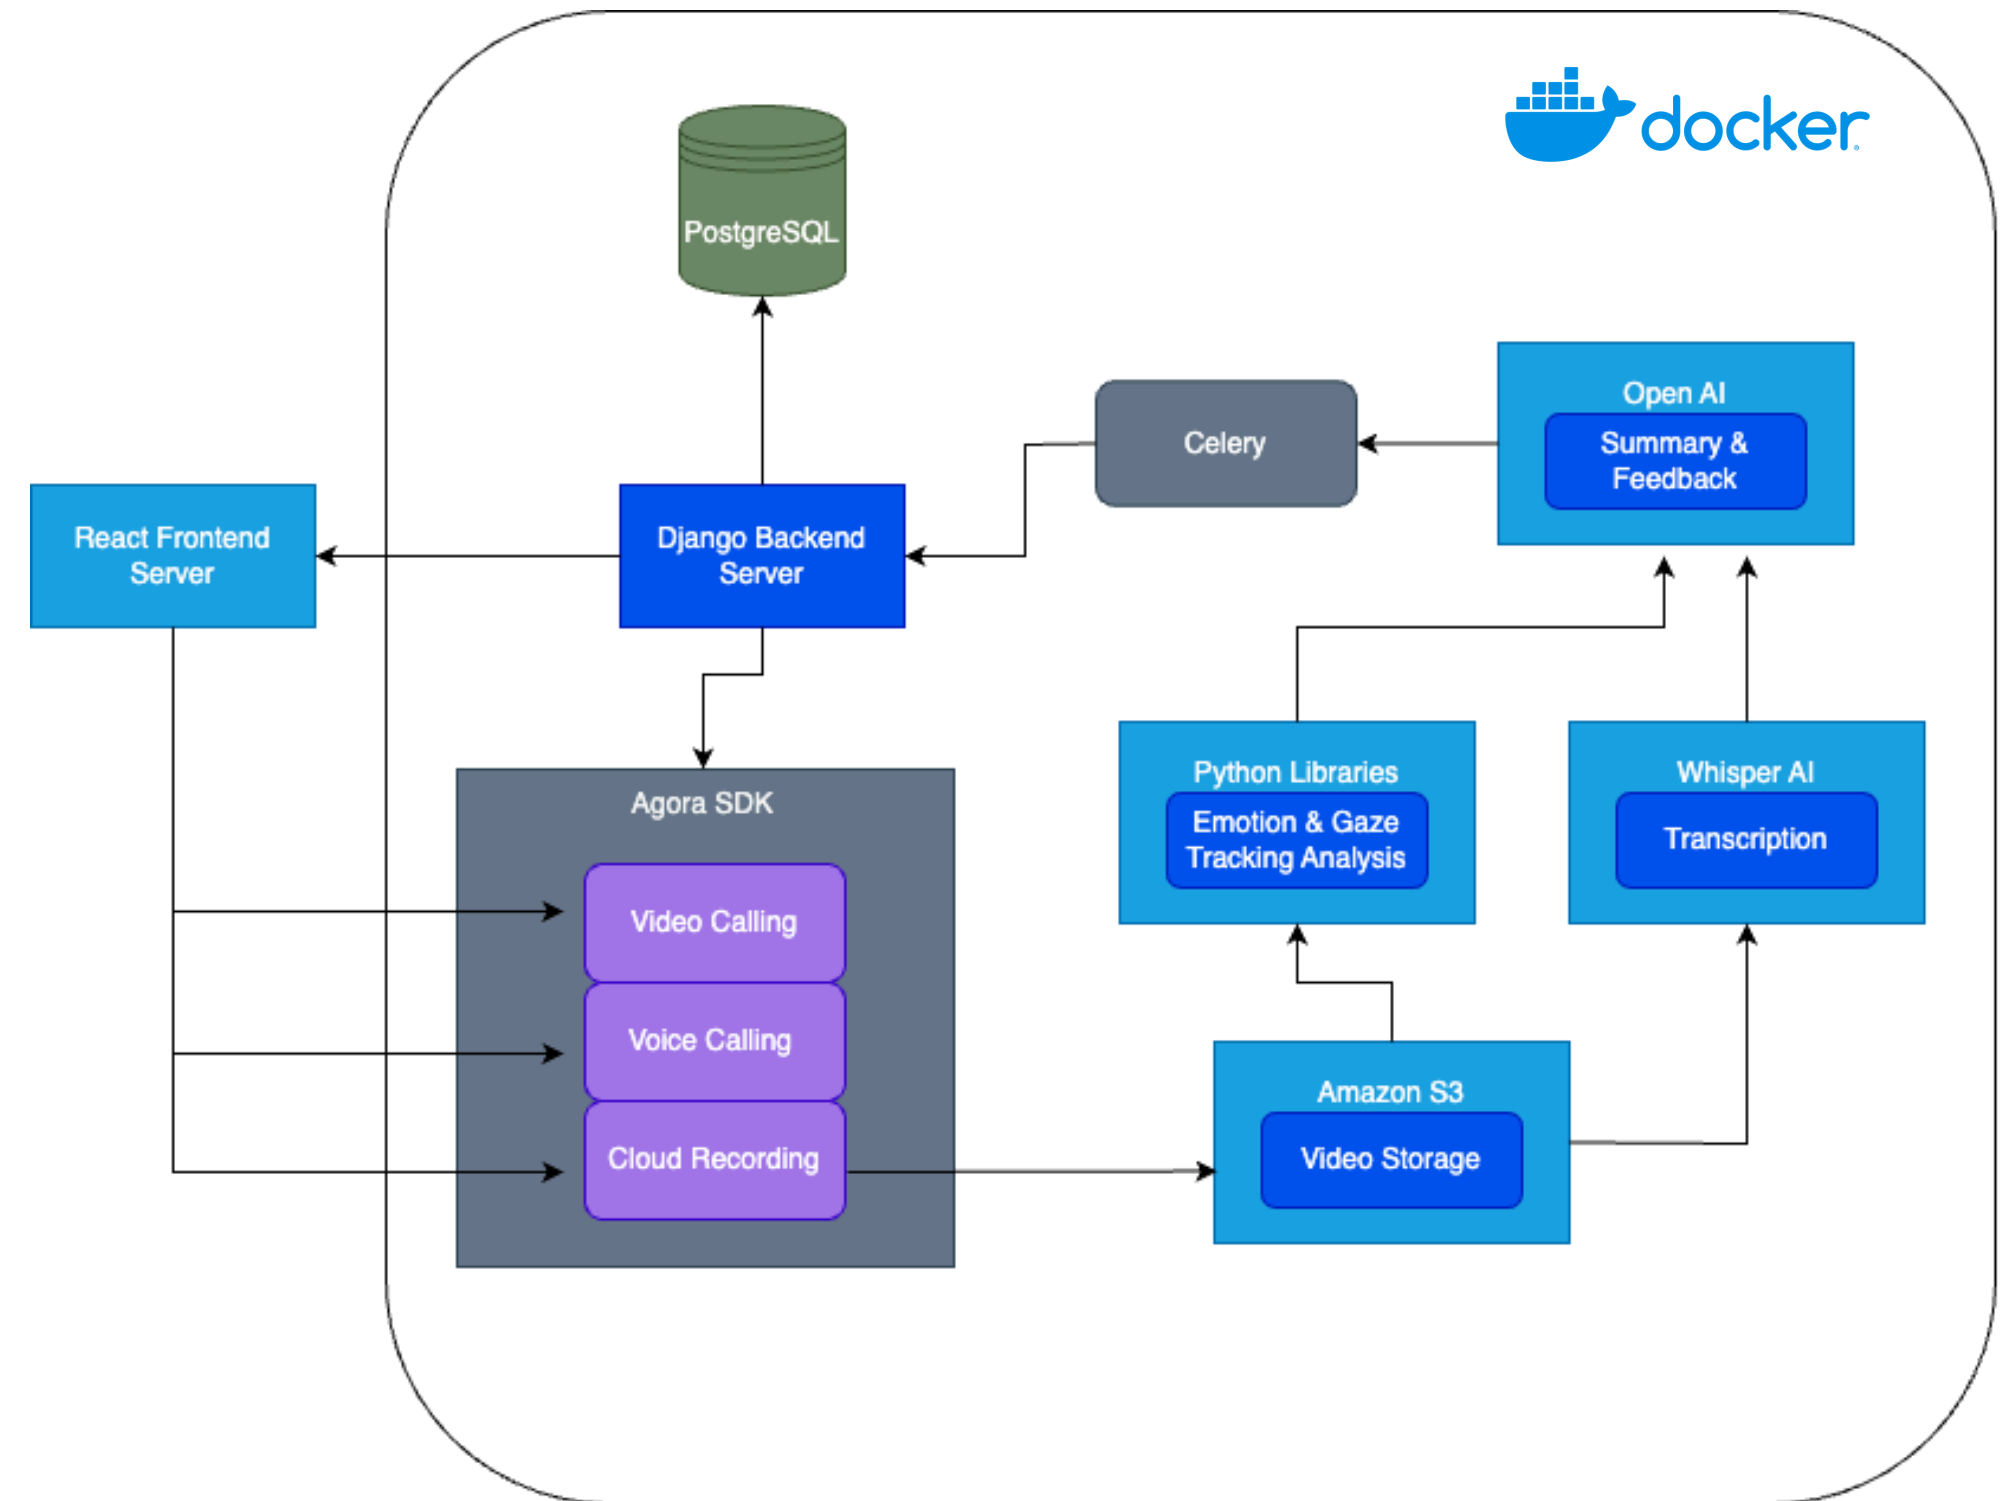 docker
PostgreSQL
Open AI
Summary &
Feedback
Celery
React Frontend
Server
Django Backend
Server
Agora SDK
Video Calling
Voice Calling
Cloud Recording
Python Libraries
Emotion & Gaze
Tracking Analysis
Whisper AI
Transcription
Amazon S3
Video Storage